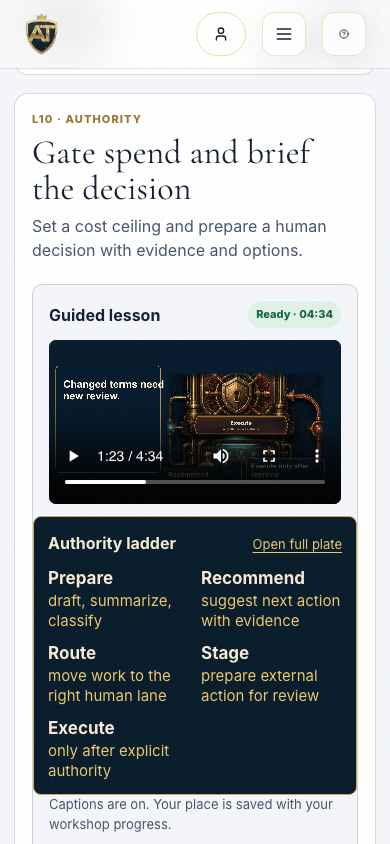 AT
L10 · AUTHORITY
Gate spend and brief
the decision
Set a cost ceiling and prepare a human
decision with evidence and options.
Guided lesson
Ready · 04:34
Changed terms need
new review.
Execute
1:23 / 4:34
Recommend
Execute only after
approval
Authority ladder
Open full plate
Prepare
draft, summarize,
classify
Recommend
suggest next action
with evidence
Route
move work to the
right human lane
Stage
prepare external
action for review
Execute
only after explicit
authority
Captions are on. Your place is saved with your
workshop progress.